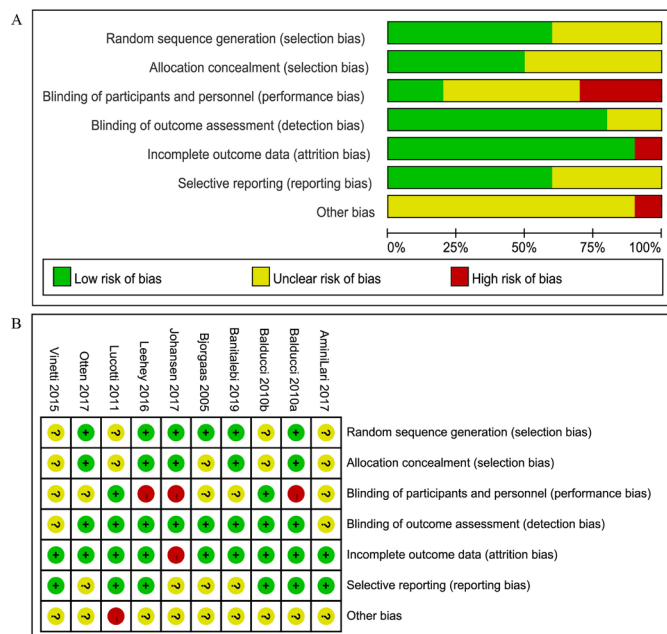 A
Random sequence generation (selection bias)
Allocation concealment (selection bias)
Blinding of participants and personnel (performance bias)
Blinding of outcome assessment (detection bias)
Incomplete outcome data (attrition bias)
Selective reporting (reporting bias)
Other bias
0% 25% 50% 75% 100%
Low risk of bias Unclear risk of bias High risk of bias
B
Vinetti 2015
Otten 2017
Lucotti 2011
Leehey 2016
Johansen 2017
Bjorgaas 2005
Banitalebi 2019
Balducci 2010b
Balducci 2010a
AminiLari 2017
? + ? + + + + ? + ? Random sequence generation (selection bias)
? + ? + + ? + ? + ? Allocation concealment (selection bias)
? ? + - - ? ? + - ? Blinding of participants and personnel (performance bias)
? + + + + + + + + ? Blinding of outcome assessment (detection bias)
+ + + + - + + + + + Incomplete outcome data (attrition bias)
+ ? + + ? ? ? + + + Selective reporting (reporting bias)
? ? - ? ? ? ? ? ? ? Other bias